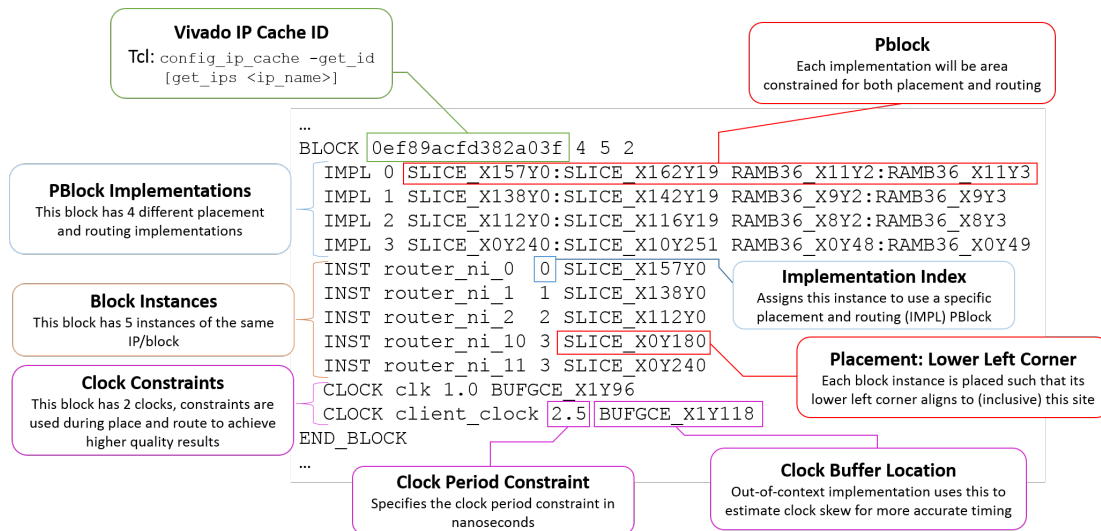 Vivado IP Cache ID
Tcl: config_ip_cache -get_id
[get_ips <ip_name>]
Pblock
Each implementation will be area
constrained for both placement and routing
…
BLOCK 0ef89acfd382a03f 4 5 2
IMPL 0 SLICE_X157Y0:SLICE_X162Y19 RAMB36_X11Y2:RAMB36_X11Y3
IMPL 1 SLICE_X138Y0:SLICE_X142Y19 RAMB36_X9Y2:RAMB36_X9Y3
IMPL 2 SLICE_X112Y0:SLICE_X116Y19 RAMB36_X8Y2:RAMB36_X8Y3
IMPL 3 SLICE_X0Y240:SLICE_X10Y251 RAMB36_X0Y48:RAMB36_X0Y49
INST router_ni_0 0 SLICE_X157Y0
INST router_ni_1 1 SLICE_X138Y0
INST router_ni_2 2 SLICE_X112Y0
INST router_ni_10 3 SLICE_X0Y180
INST router_ni_11 3 SLICE_X0Y240
CLOCK clk 1.0 BUFGCE_X1Y96
CLOCK client_clock 2.5 BUFGCE_X1Y118
END_BLOCK
…
PBlock Implementations
This block has 4 different placement
and routing implementations
Block Instances
This block has 5 instances of the same
IP/block
Clock Constraints
This block has 2 clocks, constraints are
used during place and route to achieve
higher quality results
Implementation Index
Assigns this instance to use a specific
placement and routing (IMPL) PBlock
Placement: Lower Left Corner
Each block instance is placed such that its
lower left corner aligns to (inclusive) this
site
Clock Period Constraint
Specifies the clock period constraint in
nanoseconds
Clock Buffer Location
Out-of-context implementation uses this to
estimate clock skew for more accurate timing